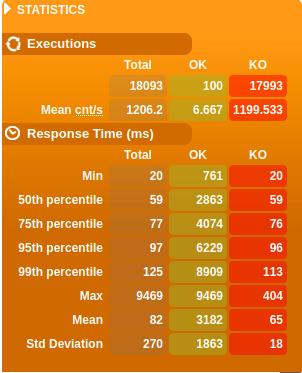 STATISTICS
Executions
Total OK KO
18093 100 17993
Mean cnt/s 1206.2 6.667 1199.533
Response Time (ms)
Total OK KO
Min 20 761 20
50th percentile 59 2863 59
75th percentile 77 4074 76
95th percentile 97 6229 96
99th percentile 125 8909 113
Max 9469 9469 404
Mean 82 3182 65
Std Deviation 270 1863 18